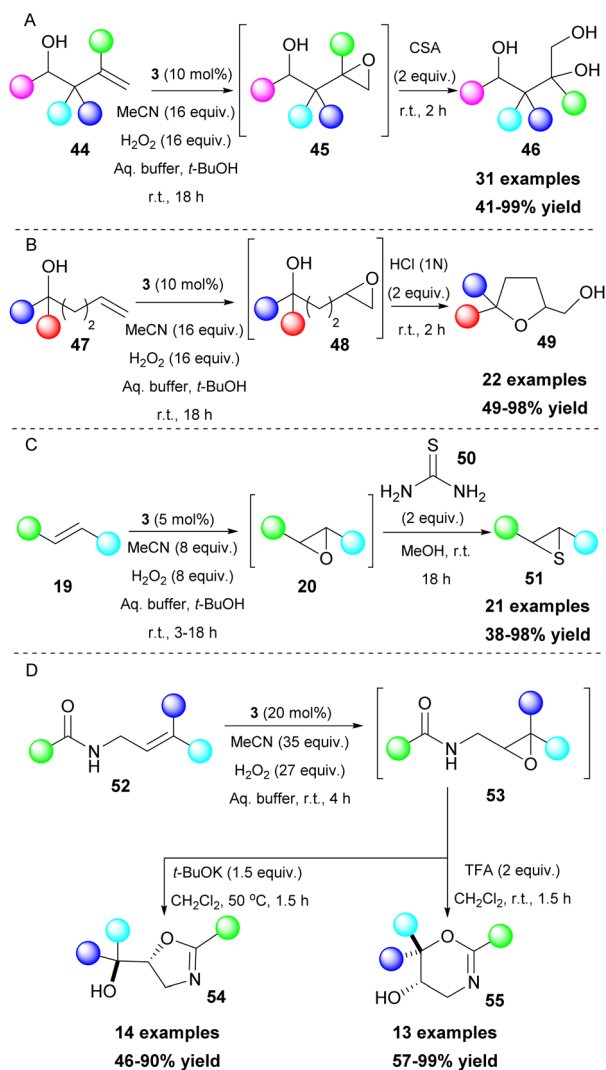 A
OH
3 (10 mol%)
MeCN (16 equiv.)
H2O2 (16 equiv.)
Aq. buffer, t-BuOH
r.t., 18 h
44
OH
O
45
CSA
(2 equiv.)
r.t., 2 h
OH
HO
OH
46
31 examples
41-99% yield
B
OH
2
47
3 (10 mol%)
MeCN (16 equiv.)
H2O2 (16 equiv.)
Aq. buffer, t-BuOH
r.t., 18 h
OH
O
2
48
HCl (1N)
(2 equiv.)
r.t., 2 h
O
OH
49
22 examples
49-98% yield
C
19
3 (5 mol%)
MeCN (8 equiv.)
H2O2 (8 equiv.)
Aq. buffer, t-BuOH
r.t., 3-18 h
O
20
S
50
H2N
NH2
(2 equiv.)
MeOH, r.t.
18 h
S
51
21 examples
38-98% yield
D
O
N
H
52
3 (20 mol%)
MeCN (35 equiv.)
H2O2 (27 equiv.)
Aq. buffer, r.t., 4 h
O
N
H
O
53
t-BuOK (1.5 equiv.)
CH2Cl2, 50 ºC, 1.5 h
TFA (2 equiv.)
CH2Cl2, r.t., 1.5 h
O
N
HO
54
14 examples
46-90% yield
O
N
HO
55
13 examples
57-99% yield